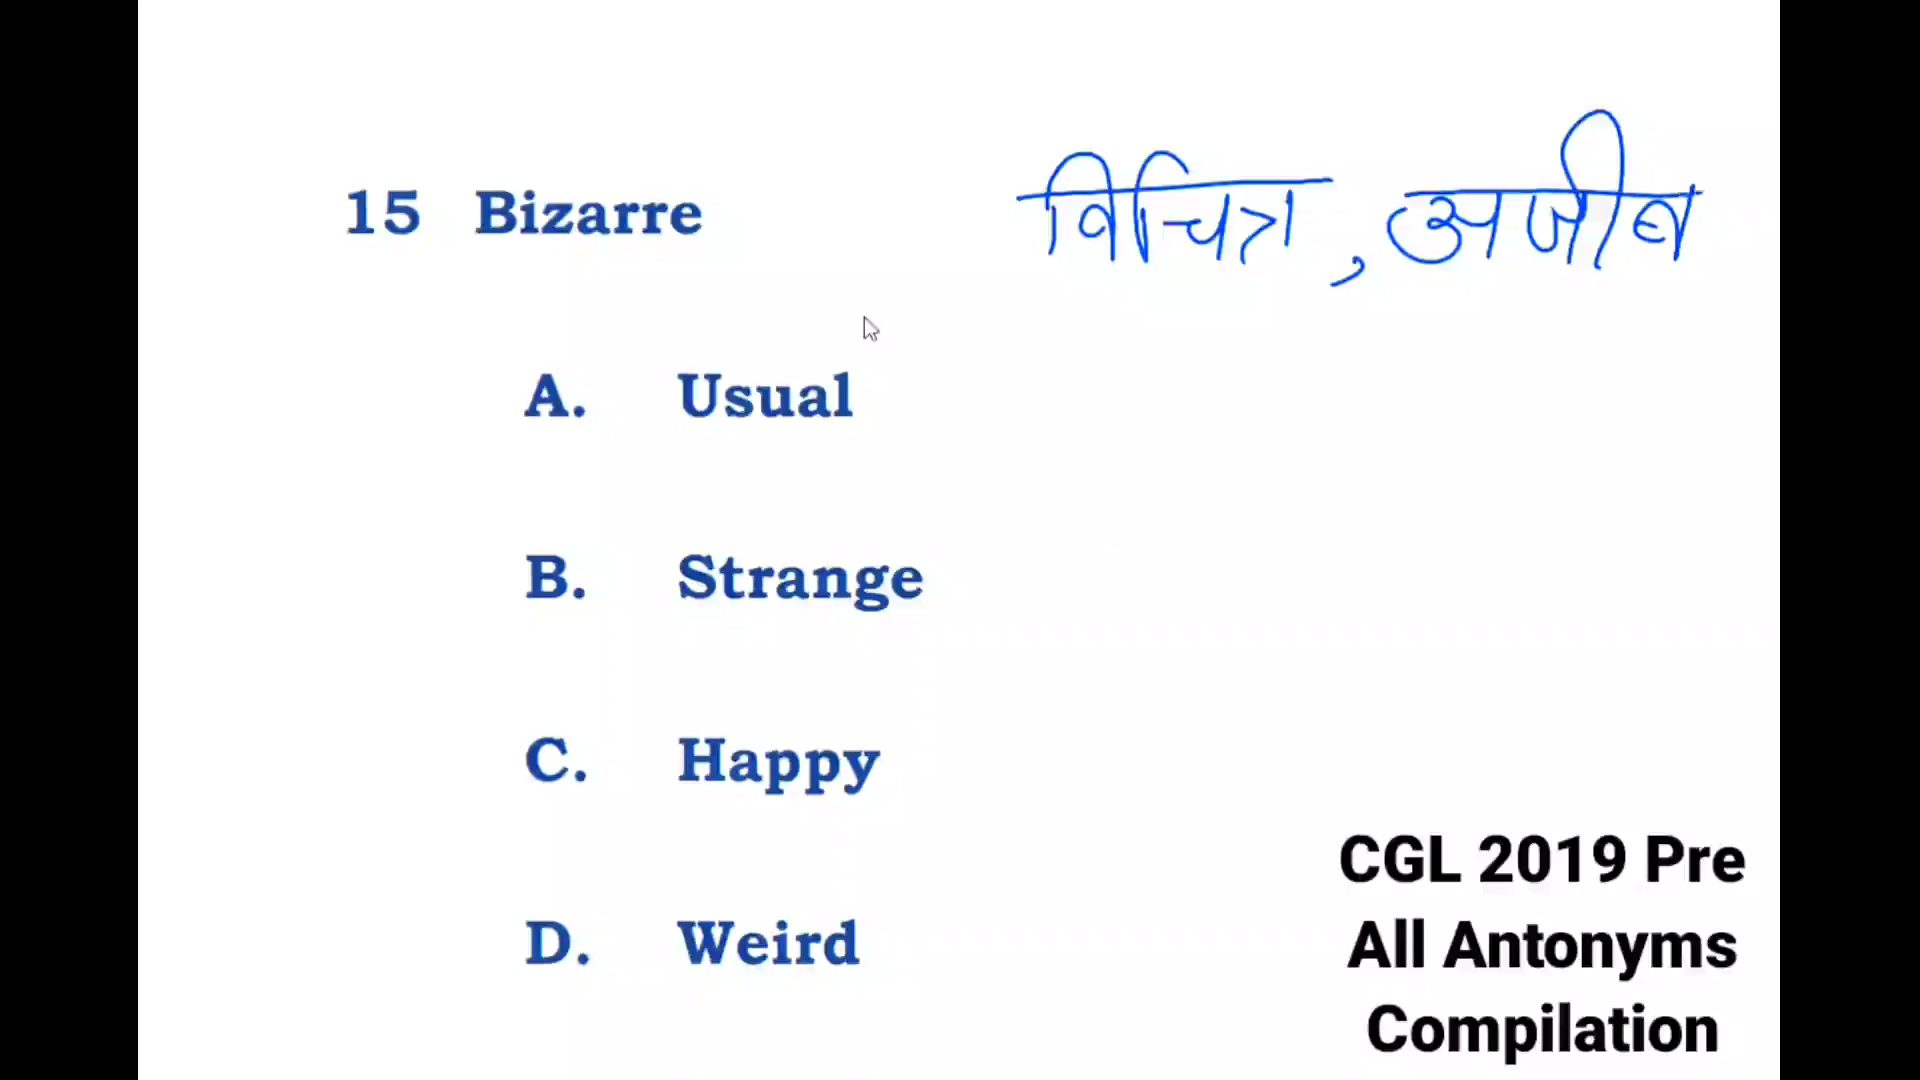 15 Bizarre विचित्र, अजीब
A. Usual
B. Strange
C. Happy
D. Weird
CGL 2019 Pre
All Antonyms
Compilation